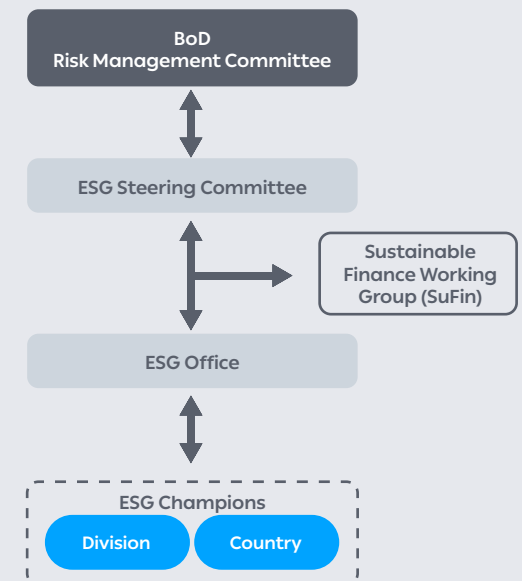 BoD
Risk Management Committee
ESG Steering Committee
Sustainable
Finance Working
Group (SuFin)
ESG Office
ESG Champions
Division
Country